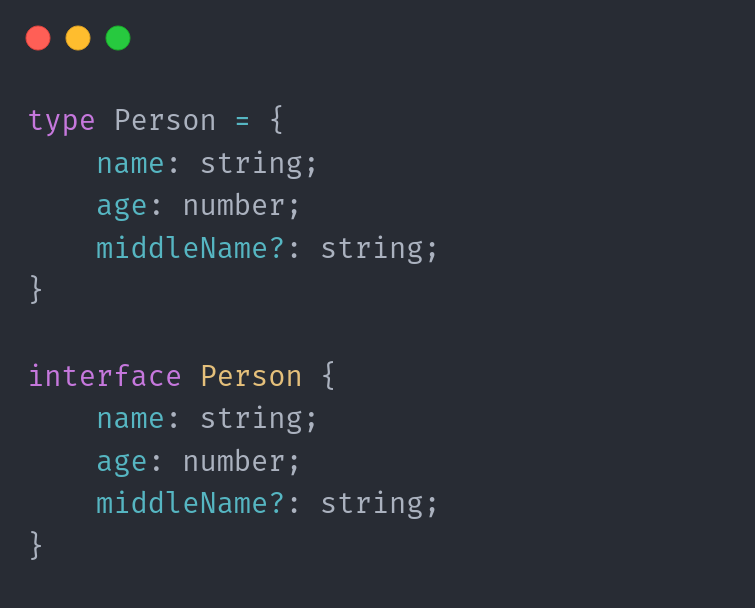 type Person = {
    name: string;
    age: number;
    middleName?: string;
}

interface Person {
    name: string;
    age: number;
    middleName?: string;
}